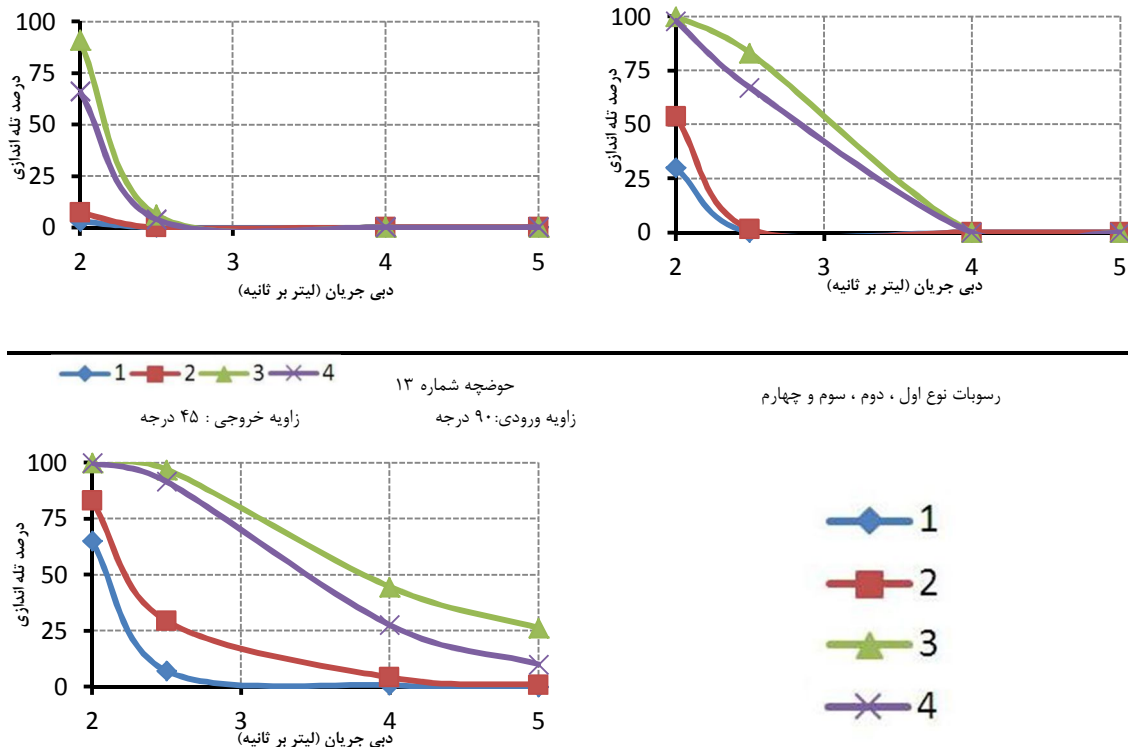 100
75
50
25
0
درصد تله اندازی
2 3 4 5
دبی جریان (لیتر بر ثانیه)
100
75
50
25
0
درصد تله اندازی
2 3 4 5
دبی جریان (لیتر بر ثانیه)
1 2 3 4
حوضچه شماره ۱۳
رسوبات نوع اول ، دوم ، سوم و چهارم
زاویه ورودی:۹۰ درجه
زاویه خروجی : ۴۵ درجه
100
75
50
25
0
درصد تله اندازی
2 3 4 5
دبی جریان (لیتر بر ثانیه)
1
2
3
4